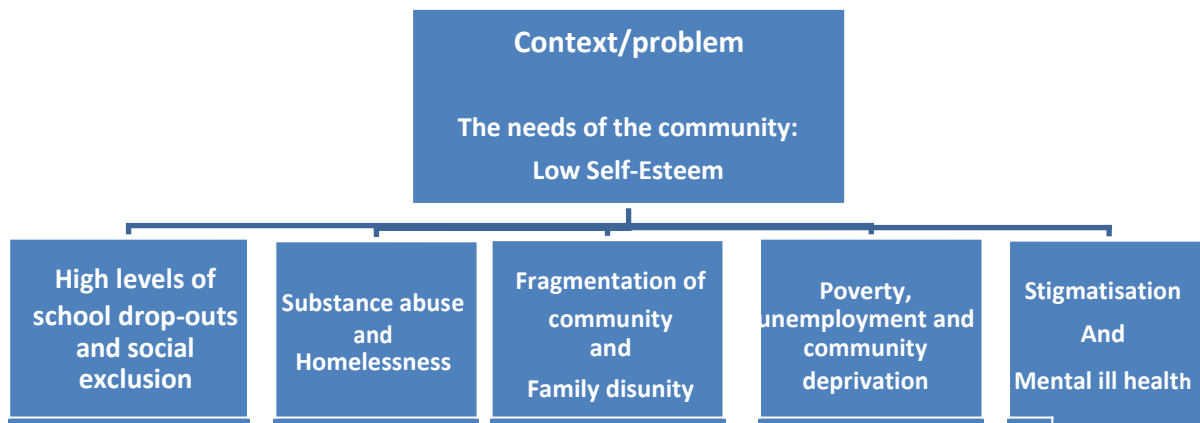 Context/problem
The needs of the community:
Low Self-Esteem
High levels of
school drop-outs
and social
exclusion
Substance abuse
and
Homelessness
Fragmentation of
community
and
Family disunity
Poverty,
unemployment and
community
deprivation
Stigmatisation
And
Mental ill health